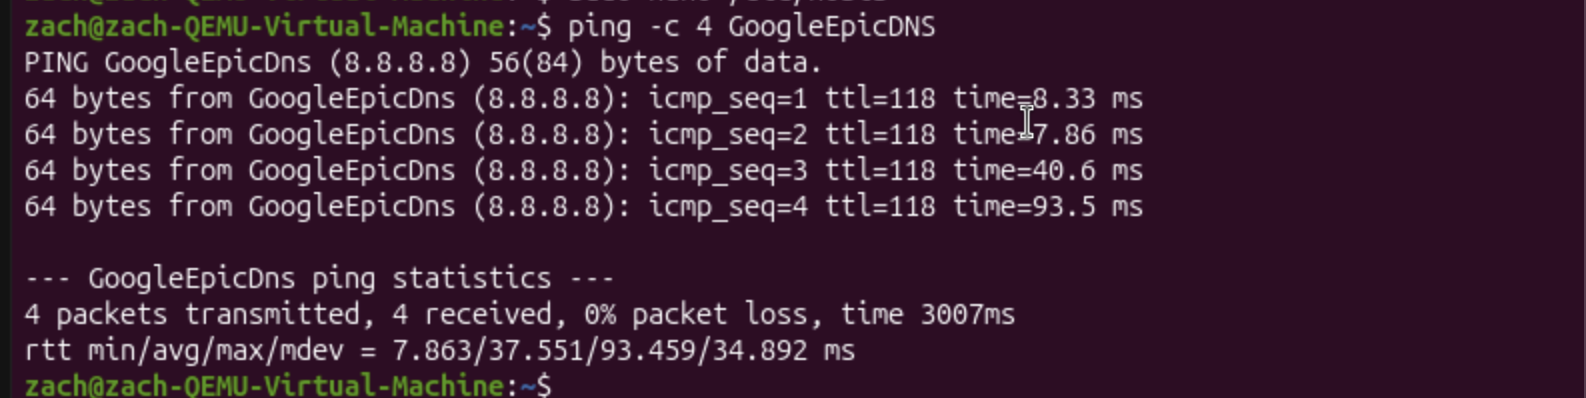 zach@zach-QEMU-Virtual-Machine:~$ ping -c 4 GoogleEpicDNS
PING GoogleEpicDns (8.8.8.8) 56(84) bytes of data.
64 bytes from GoogleEpicDns (8.8.8.8): icmp_seq=1 ttl=118 time=8.33 ms
64 bytes from GoogleEpicDns (8.8.8.8): icmp_seq=2 ttl=118 time=7.86 ms
64 bytes from GoogleEpicDns (8.8.8.8): icmp_seq=3 ttl=118 time=40.6 ms
64 bytes from GoogleEpicDns (8.8.8.8): icmp_seq=4 ttl=118 time=93.5 ms

--- GoogleEpicDns ping statistics ---
4 packets transmitted, 4 received, 0% packet loss, time 3007ms
rtt min/avg/max/mdev = 7.863/37.551/93.459/34.892 ms
zach@zach-QEMU-Virtual-Machine:~$